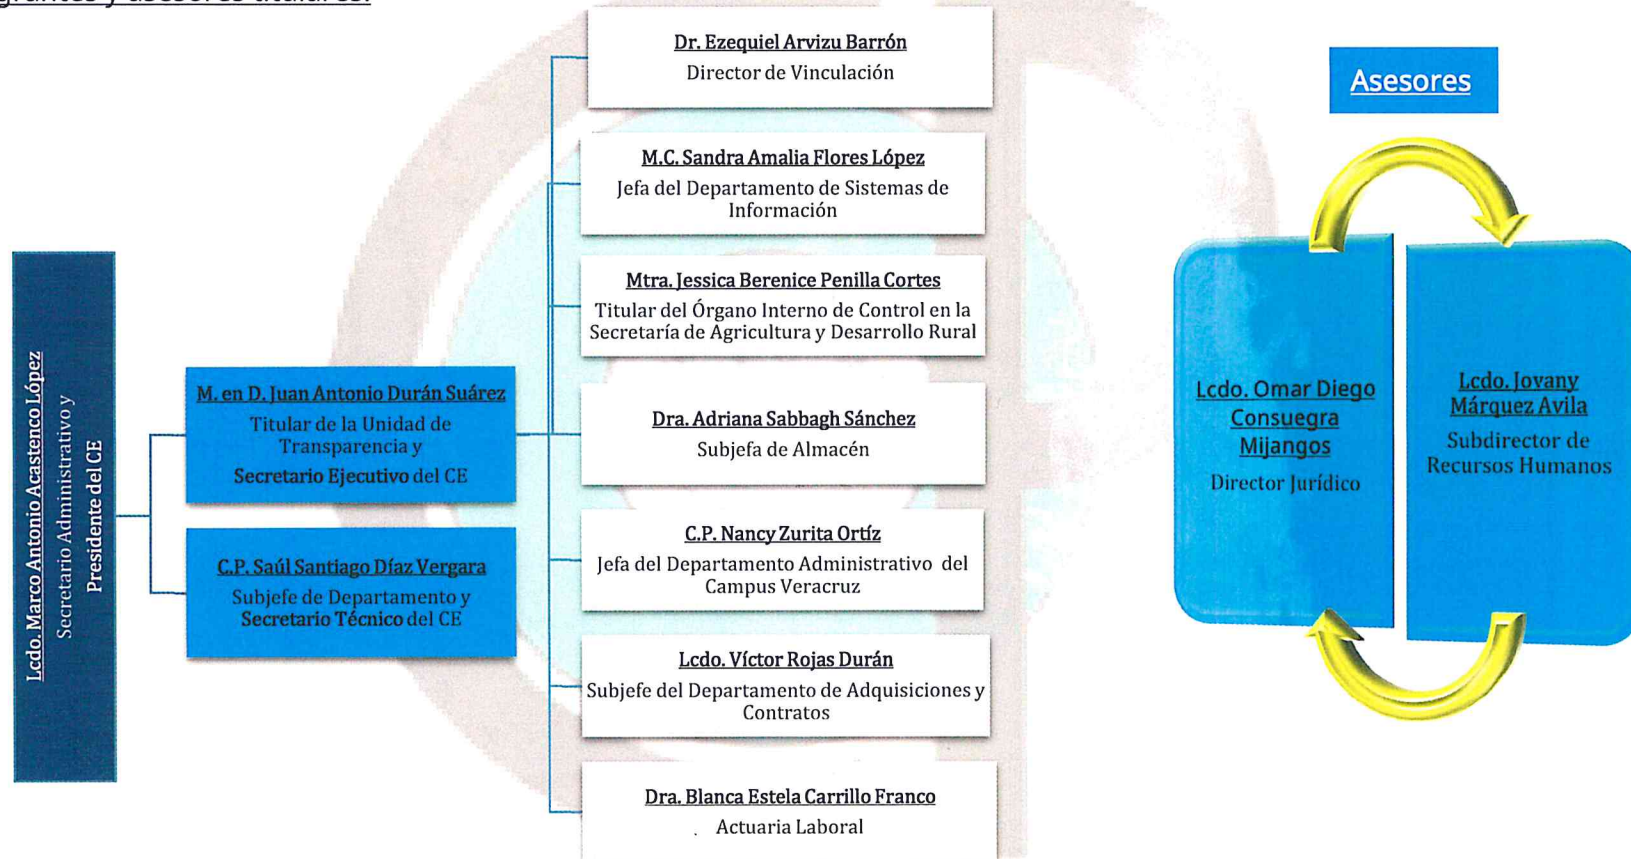 y asesores titulares:
Lcdo. Marco Antonio Acastenco López
Secretario Administrativo y
Presidente del CE
M. en D. Juan Antonio Durán Suárez
Titular de la Unidad de
Transparencia y
Secretario Ejecutivo del CE
C.P. Saúl Santiago Díaz Vergara
Subjefe de Departamento y
Secretario Técnico del CE
Dr. Ezequiel Arvizu Barrón
Director de Vinculación
M.C. Sandra Amalia Flores López
Jefa del Departamento de Sistemas de
Información
Mtra. Jessica Berenice Penilla Cortes
Titular del Órgano Interno de Control en la
Secretaría de Agricultura y Desarrollo Rural
Dra. Adriana Sabbagh Sánchez
Subjefa de Almacén
C.P. Nancy Zurita Ortíz
Jefa del Departamento Administrativo del
Campus Veracruz
Lcdo. Víctor Rojas Durán
Subjefe del Departamento de Adquisiciones y
Contratos
Dra. Blanca Estela Carrillo Franco
Actuaria Laboral
Asesores
Lcdo. Omar Diego
Consuegra
Mijangos
Director Jurídico
Lcdo. Jovany
Márquez Avila
Subdirector de
Recursos Humanos